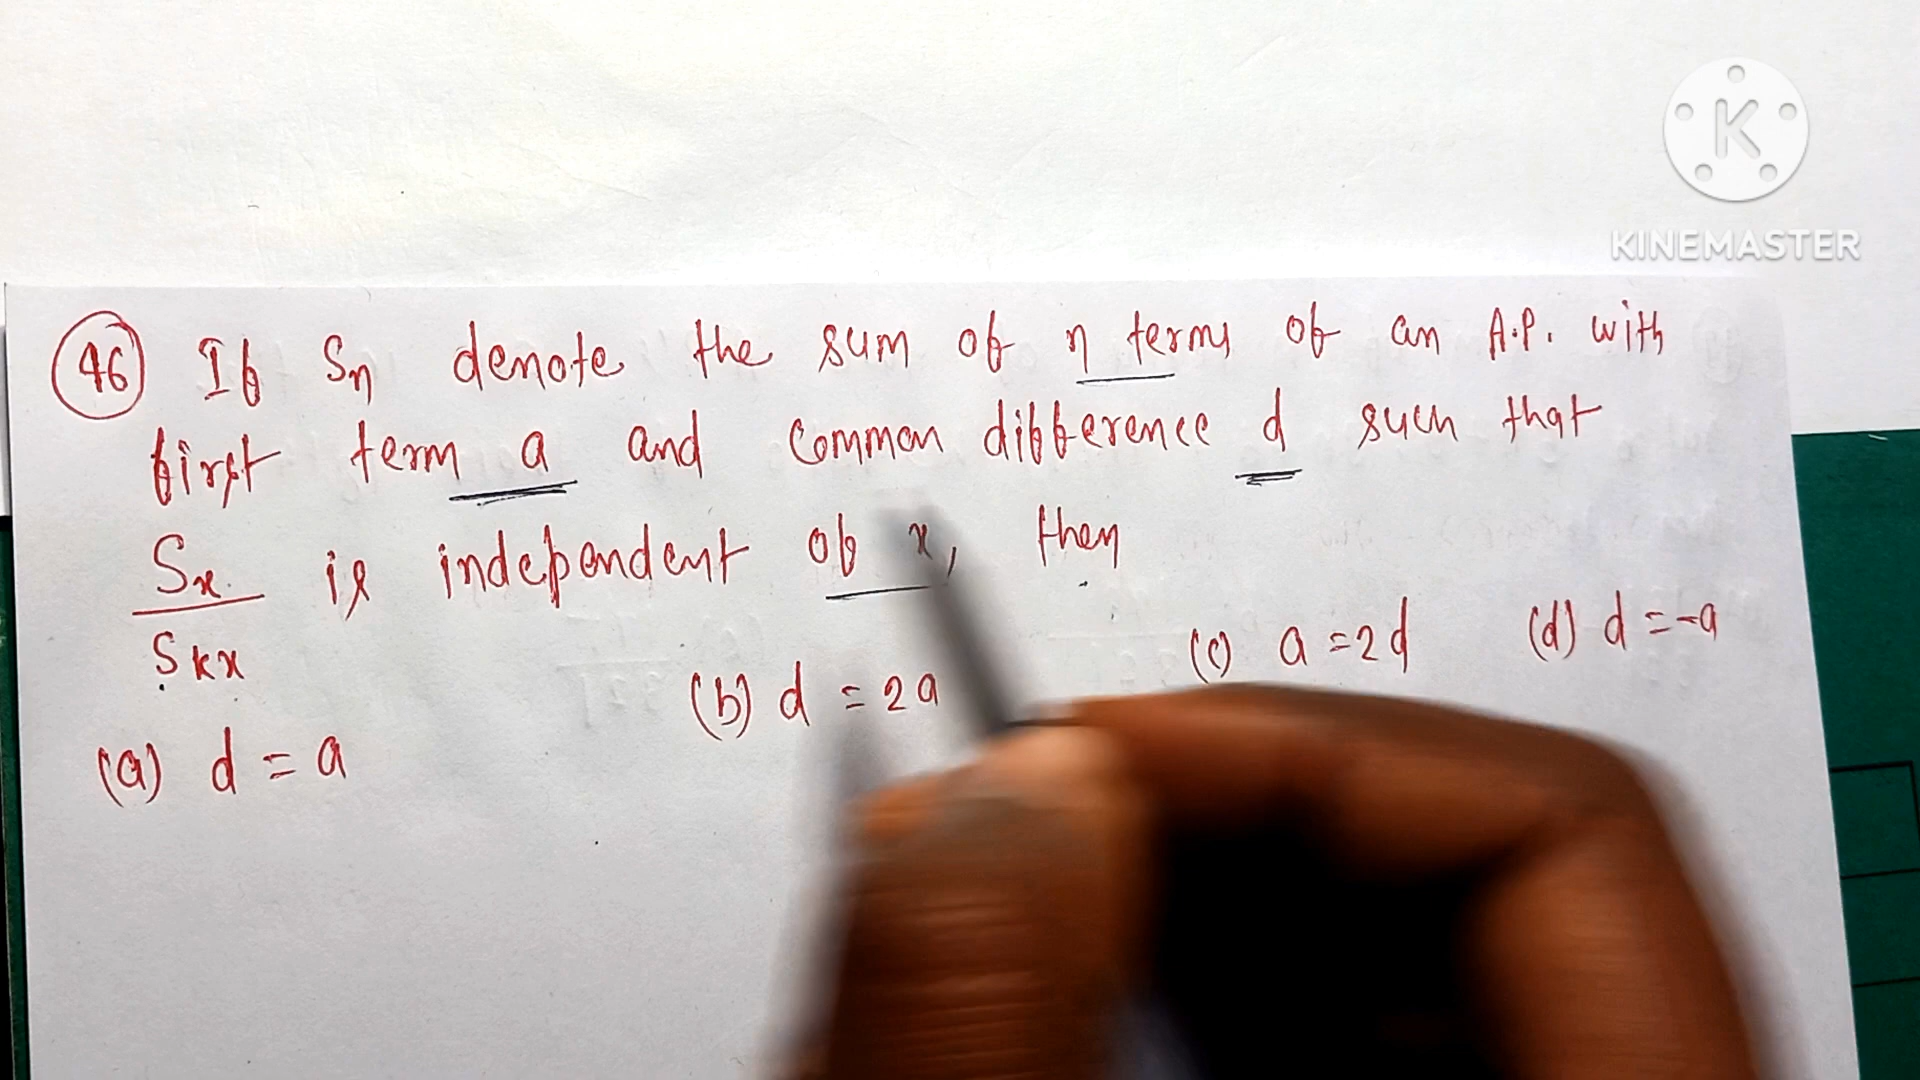 K
KINEMASTER
46 If Sn denote the sum of n terms of an A.P. with
first term a and common difference d such that
Sx/Skx is independent of x, then
(a) d = a (b) d = 2a (c) a = 2d (d) d = -a